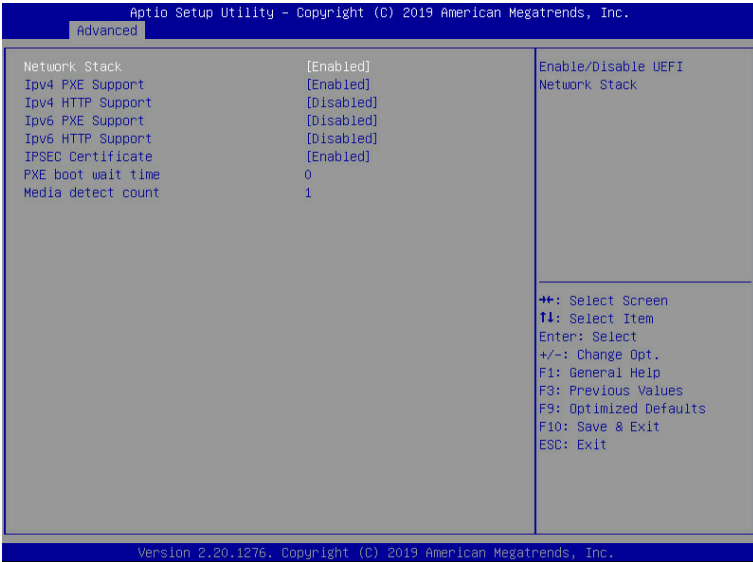 Aptio Setup Utility – Copyright (C) 2019 American Megatrends, Inc.
Advanced
Network Stack [Enabled]
Ipv4 PXE Support [Enabled]
Ipv4 HTTP Support [Disabled]
Ipv6 PXE Support [Disabled]
Ipv6 HTTP Support [Disabled]
IPSEC Certificate [Enabled]
PXE boot wait time 0
Media detect count 1
Enable/Disable UEFI
Network Stack
→←: Select Screen
↑↓: Select Item
Enter: Select
+/-: Change Opt.
F1: General Help
F3: Previous Values
F9: Optimized Defaults
F10: Save & Exit
ESC: Exit
Version 2.20.1276. Copyright (C) 2019 American Megatrends, Inc.